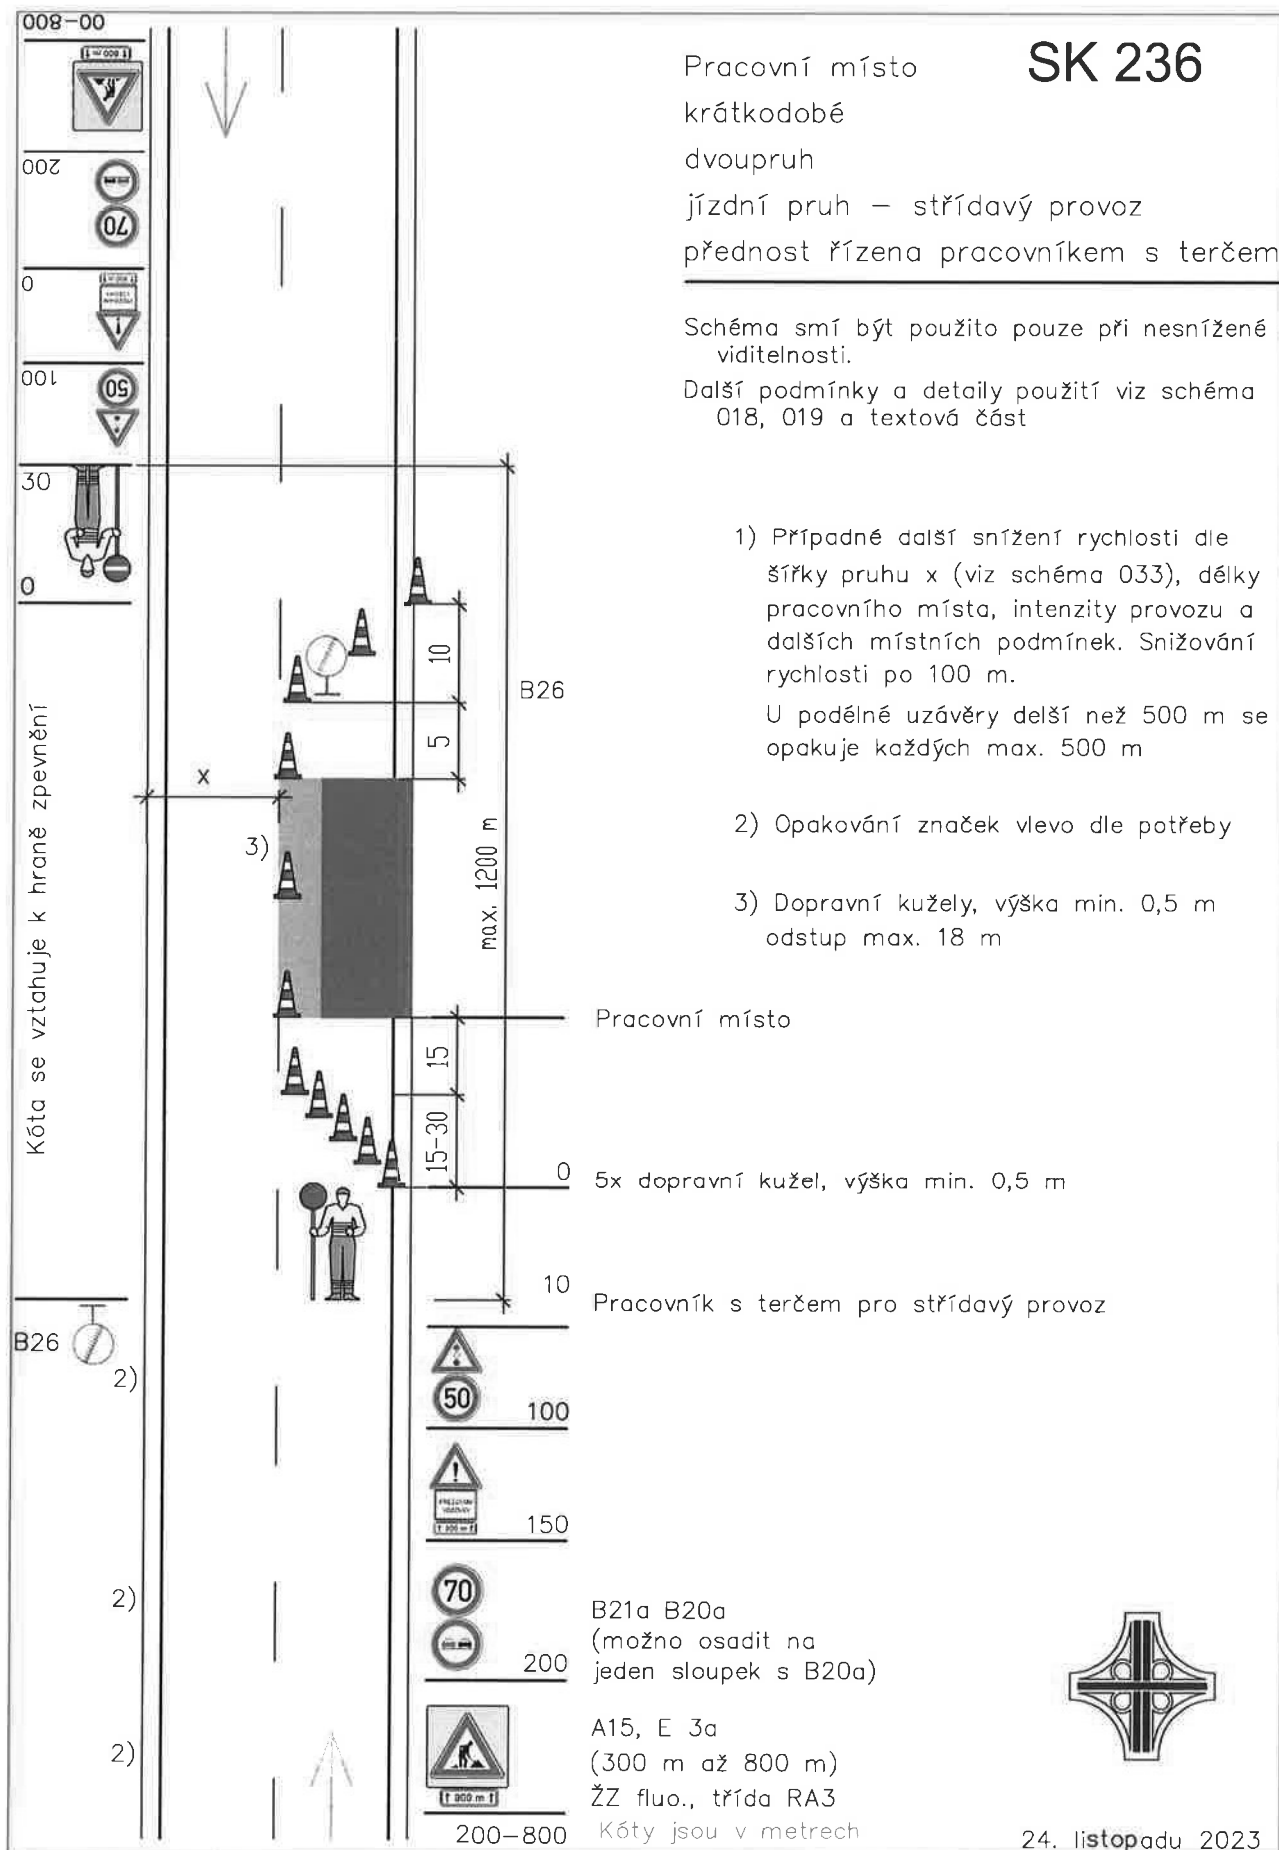 Pracovní místo
SK 236
krátkodobé
dvoupruh
jízdní pruh – střídavý provoz
přednost řízena pracovníkem s terčem
Schéma smí být použito pouze při nesnížené
viditelnosti.
Další podmínky a detaily použití viz schéma
018, 019 a textová část
1) Případné další snížení rychlosti dle
šířky pruhu x (viz schéma 033), délky
pracovního místa, intenzity provozu a
dalších místních podmínek. Snižování
rychlosti po 100 m.
U podélné uzávěry delší než 500 m se
opakuje každých max. 500 m
2) Opakování značek vlevo dle potřeby
3) Dopravní kužely, výška min. 0,5 m
odstup max. 18 m
00-800
200
70
0
100
50
30
0
10
B26
5
x
3)
max. 1200 m
Kóta se vztahuje k hraně zpevnění
Pracovní místo
15
15-30
0
5x dopravní kužel, výška min. 0,5 m
10
Pracovník s terčem pro střídavý provoz
B26
2)
50
100
!
150
2)
70
200
B21a B20a
(možno osadit na
jeden sloupek s B20a)
2)
A15, E 3a
(300 m až 800 m)
ŽZ fluo., třída RA3
200-800
Kóty jsou v metrech
24. listopadu 2023